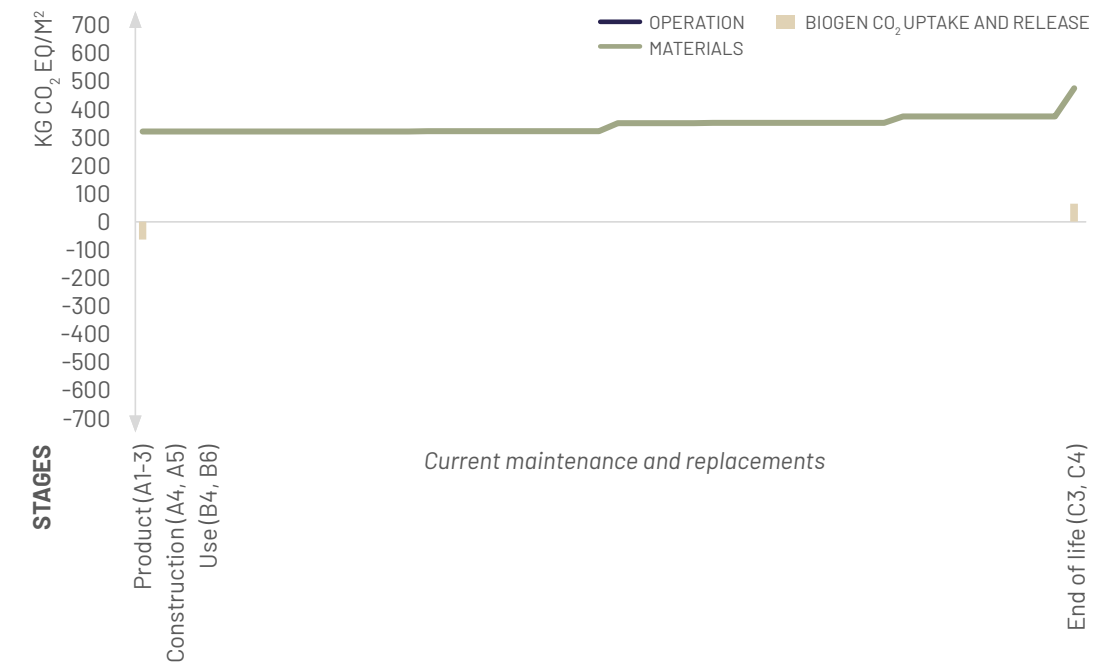 KG CO₂ EQ/M²
700
600
500
400
300
200
100
0
-100
-200
-300
-400
-500
-600
-700
OPERATION
MATERIALS
BIOGEN CO₂ UPTAKE AND RELEASE
STAGES
Product (A1-3)
Construction (A4, A5)
Use (B4, B6)
Current maintenance and replacements
End of life (C3, C4)